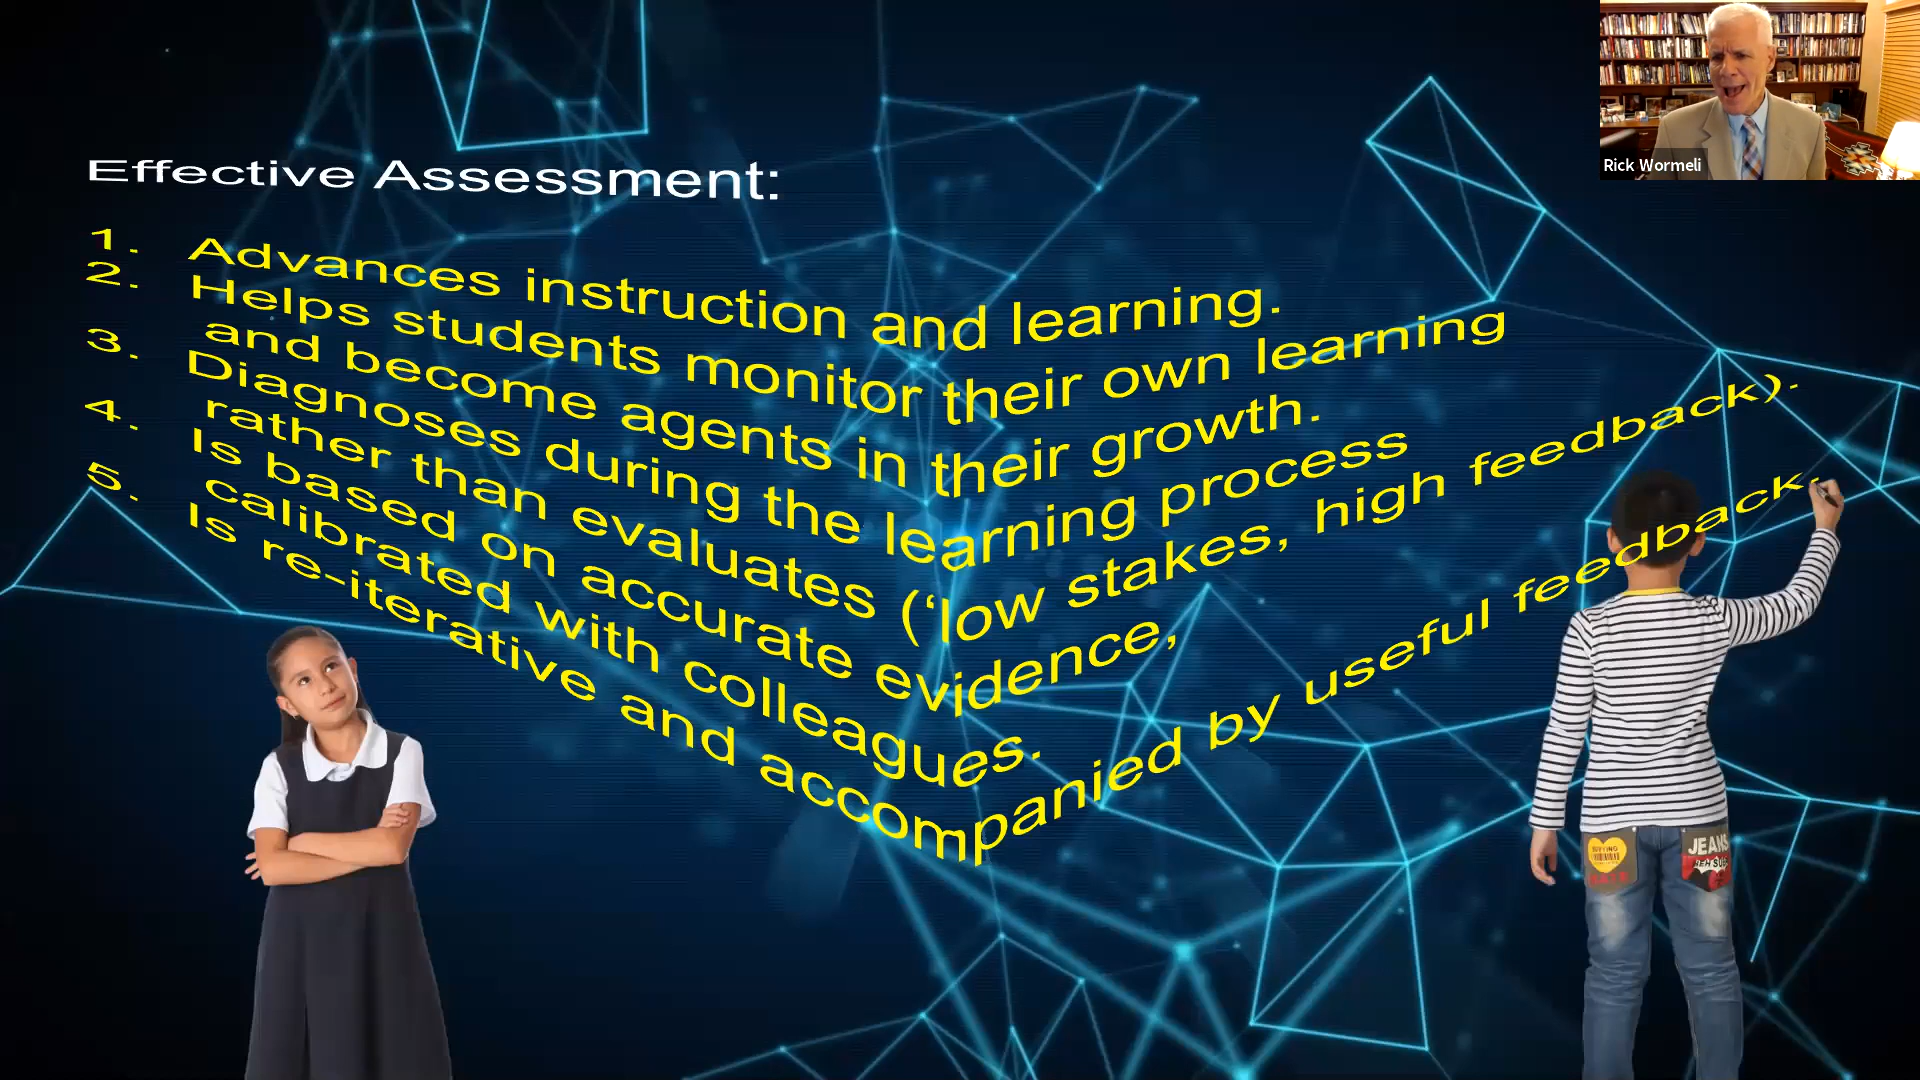 Rick Wormeli
Effective Assessment:
1. Advances instruction and learning.
2. Helps students monitor their own learning
and become agents in their growth.
3. Diagnoses during the learning process
rather than evaluates (‘low stakes, high feedback).
4. Is based on accurate evidence,
calibrated with colleagues.
5. Is re-iterative and accompanied by useful feedback.
JEANS